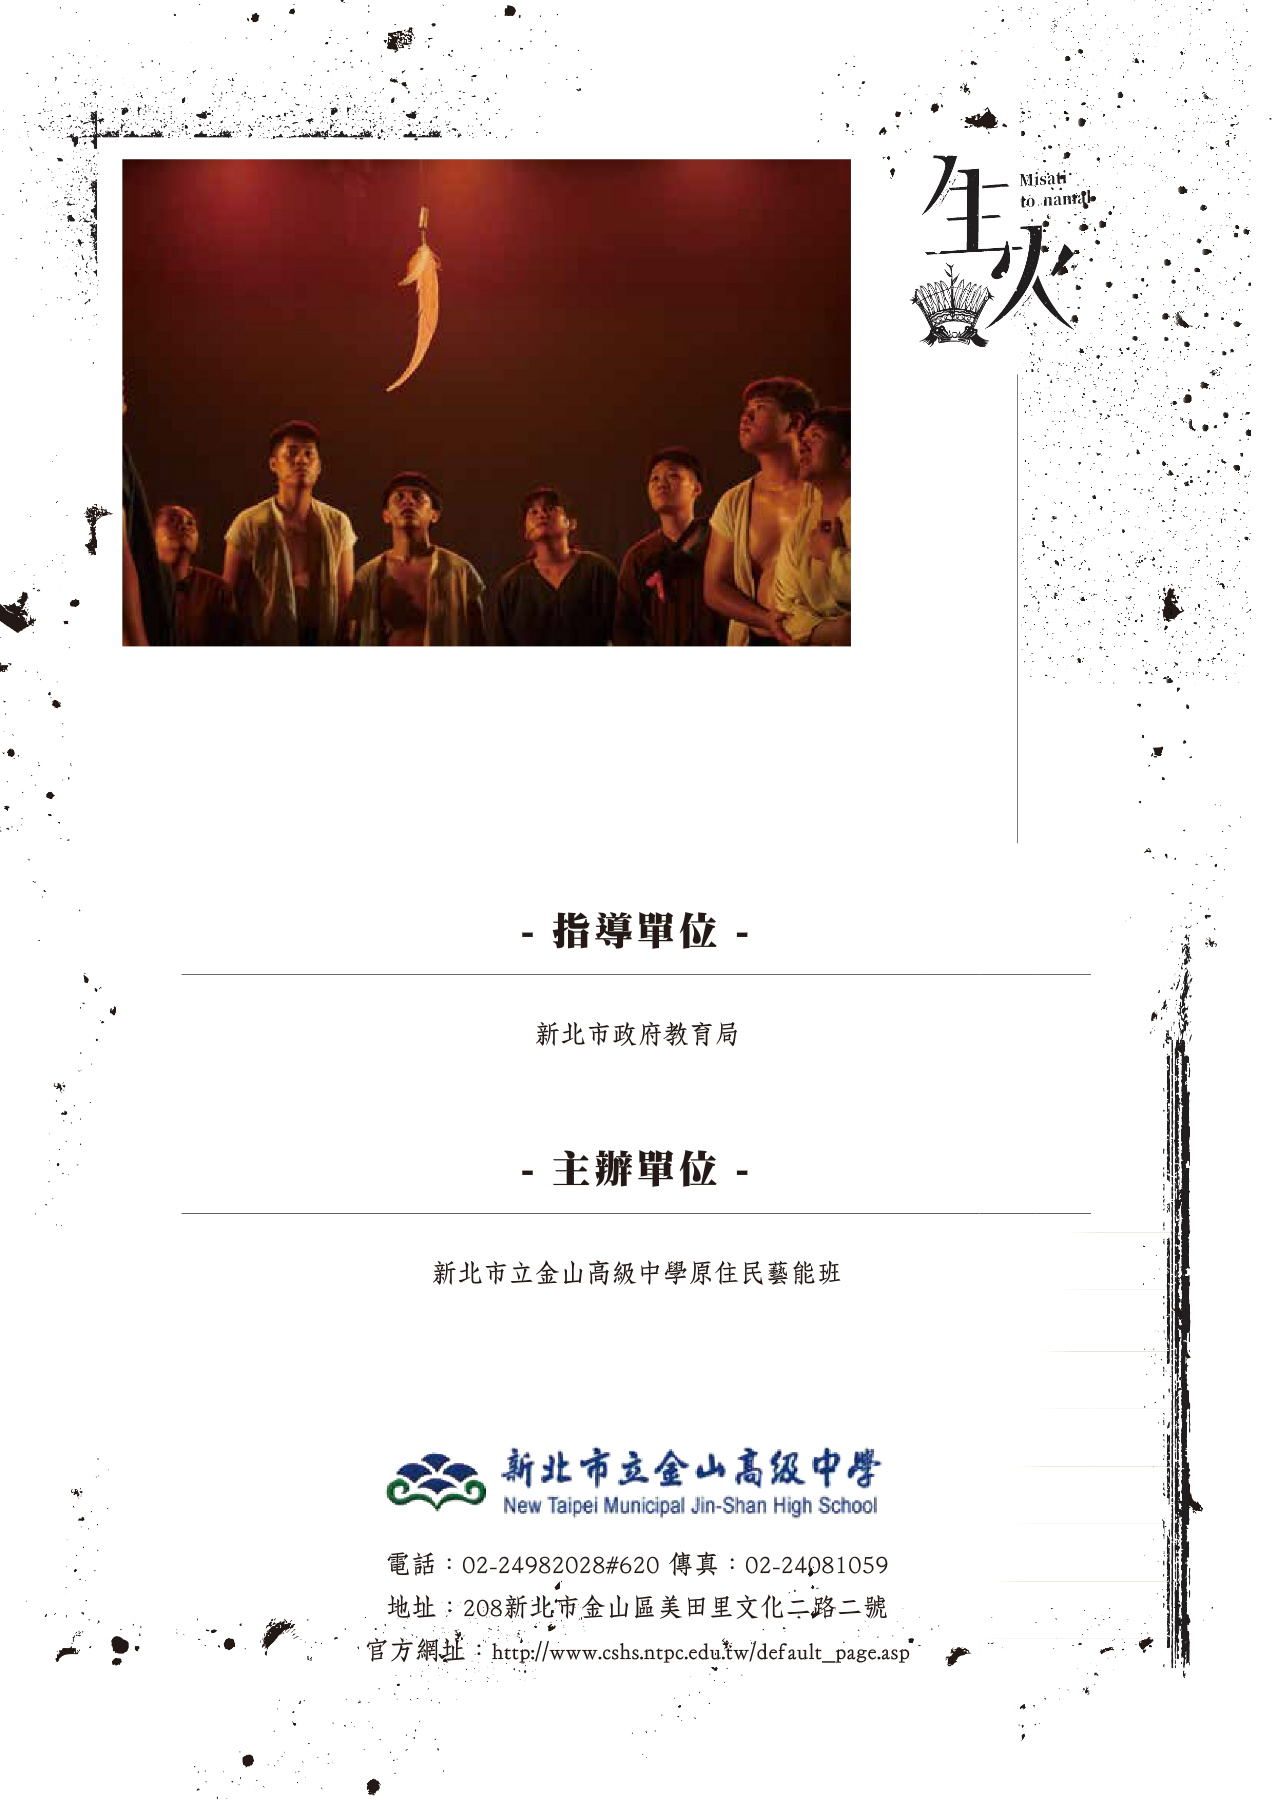 生火
Misati
to namal
- 指導單位 -
新北市政府教育局
- 主辦單位 -
新北市立金山高級中學原住民藝能班
新北市立金山高級中學
New Taipei Municipal Jin-Shan High School
電話：02-24982028#620 傳真：02-24081059
地址：208新北市金山區美田里文化二路二號
官方網址：http://www.cshs.ntpc.edu.tw/default_page.asp